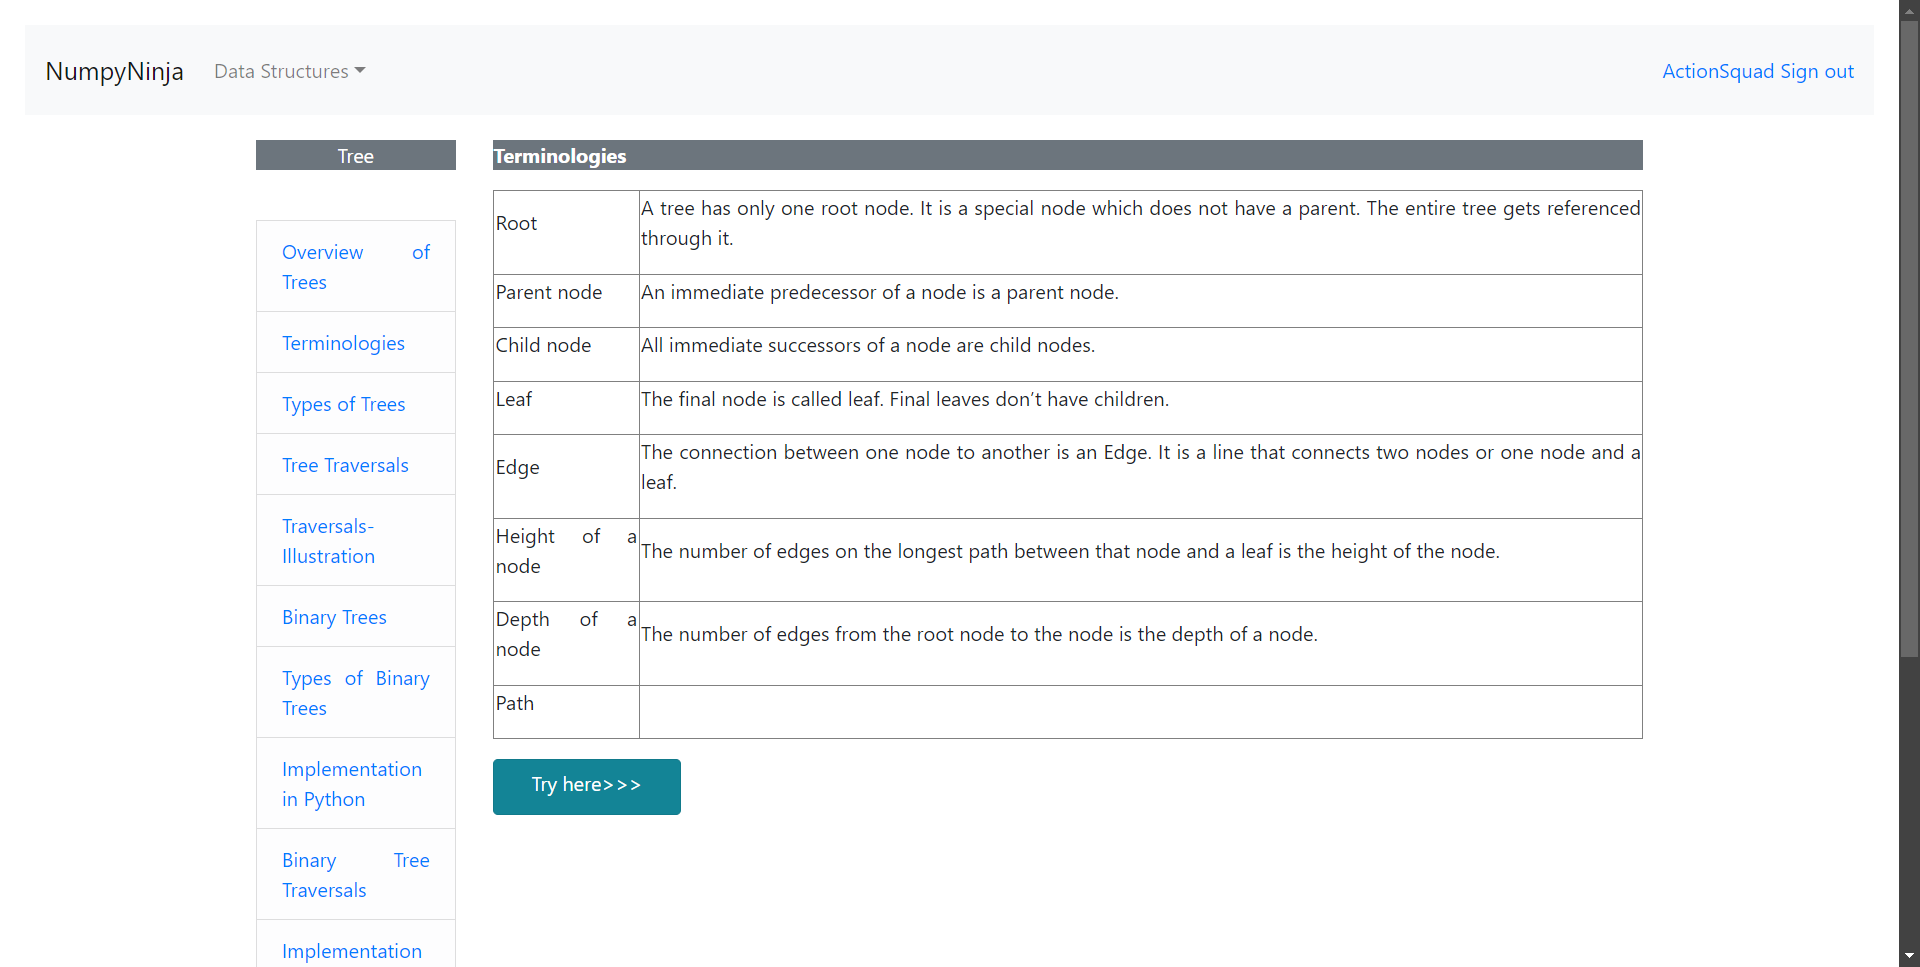 NumpyNinja Data Structures ActionSquad Sign out
Tree
Overview of
Trees
Terminologies
Types of Trees
Tree Traversals
Traversals-
Illustration
Binary Trees
Types of Binary
Trees
Implementation
in Python
Binary Tree
Traversals
Implementation
Terminologies
Root
A tree has only one root node. It is a special node which does not have a parent. The entire tree gets referenced
through it.
Parent node
An immediate predecessor of a node is a parent node.
Child node
All immediate successors of a node are child nodes.
Leaf
The final node is called leaf. Final leaves don’t have children.
Edge
The connection between one node to another is an Edge. It is a line that connects two nodes or one node and a
leaf.
Height of a
node
The number of edges on the longest path between that node and a leaf is the height of the node.
Depth of a
node
The number of edges from the root node to the node is the depth of a node.
Path
Try here>>>